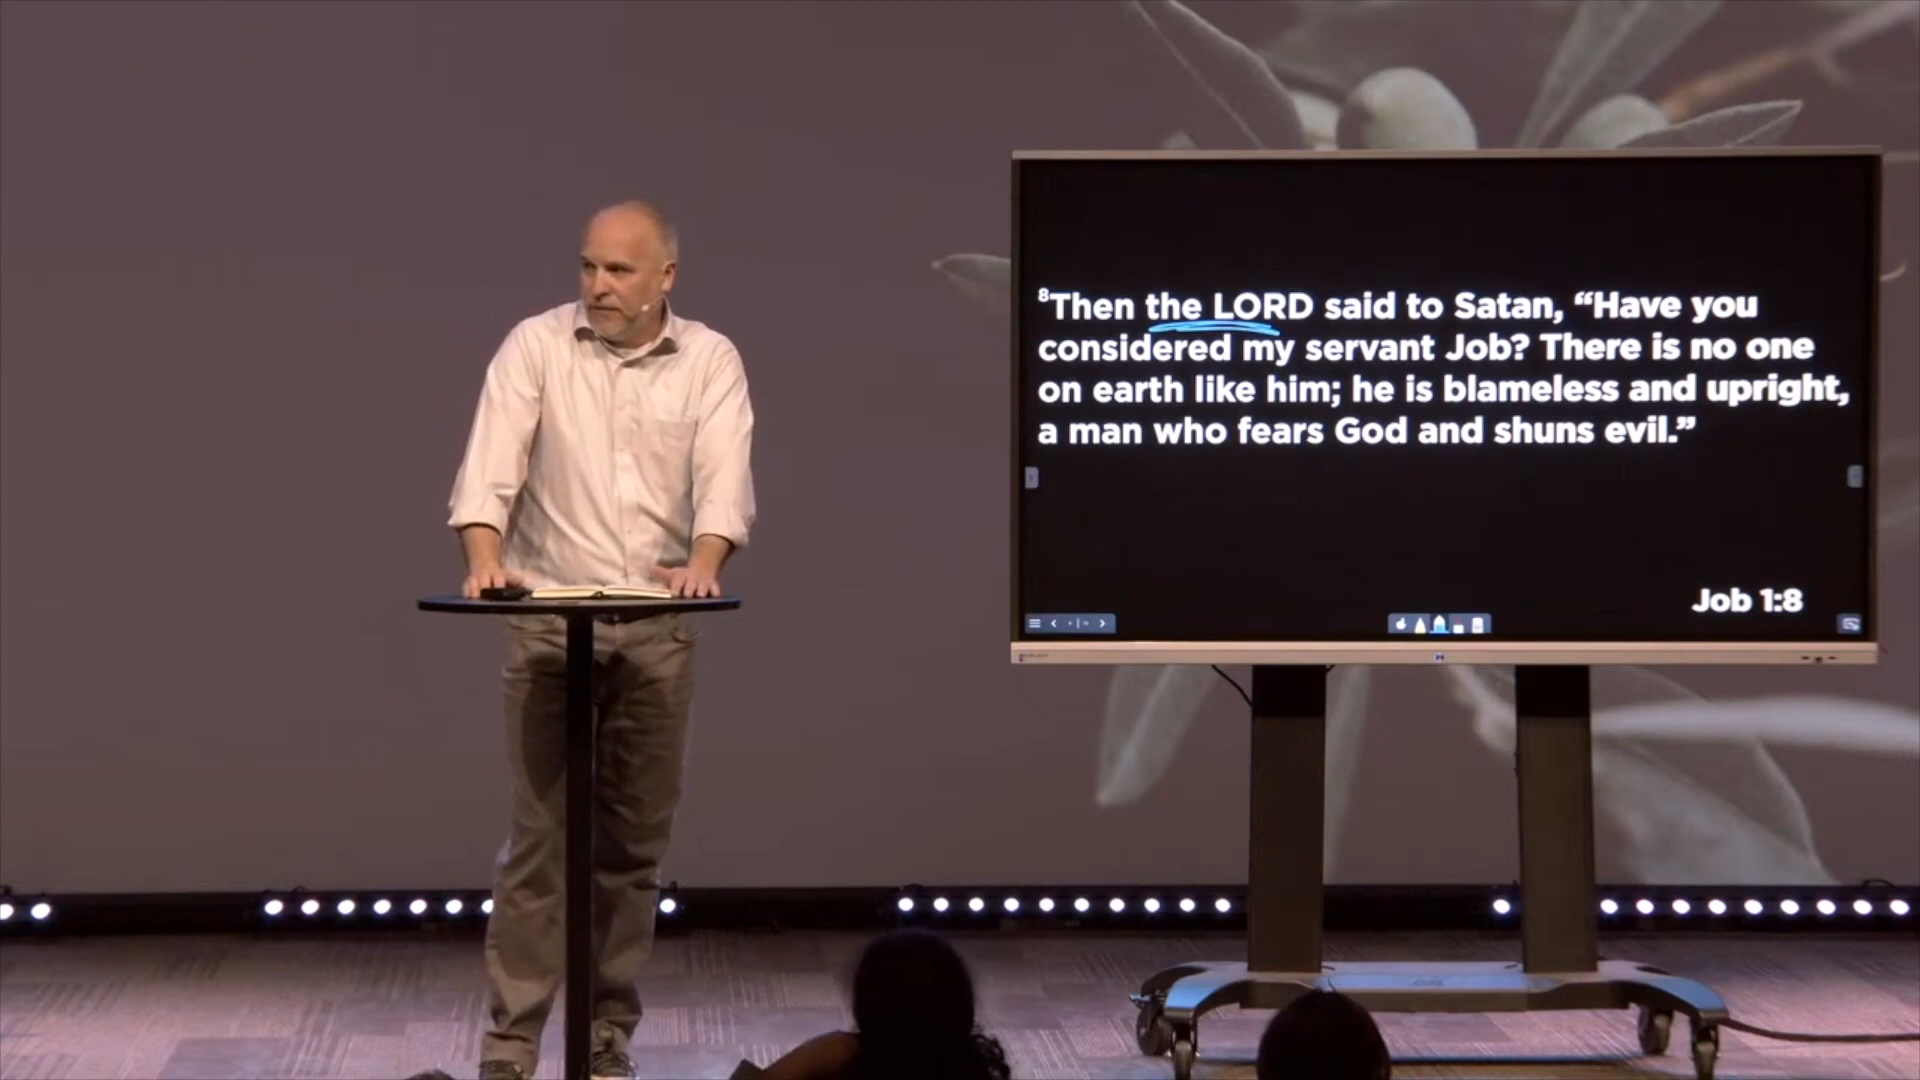 ⁸Then the LORD said to Satan, “Have you
considered my servant Job? There is no one
on earth like him; he is blameless and upright,
a man who fears God and shuns evil.”
Job 1:8